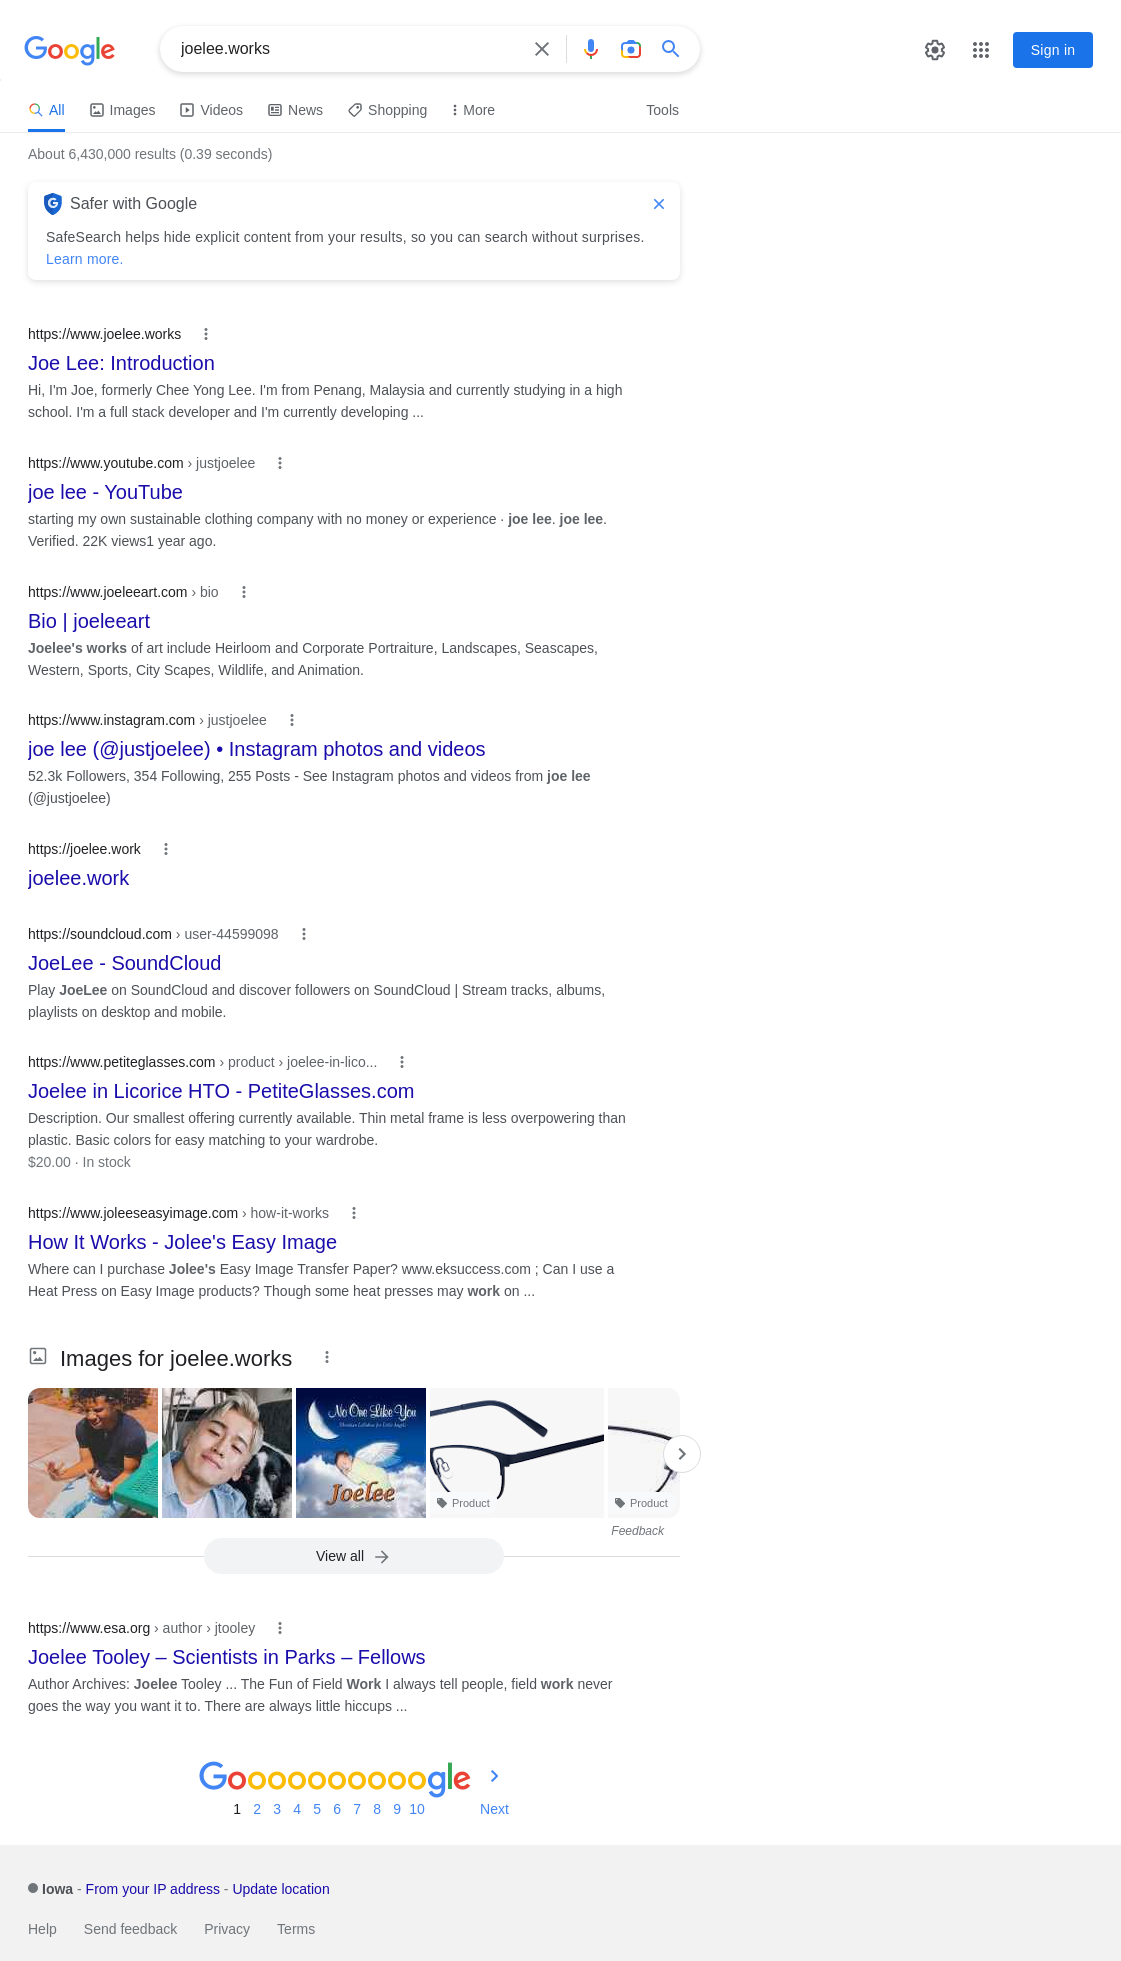 Google
joelee.works
Sign in
All
Images
Videos
News
Shopping
More
Tools
About 6,430,000 results (0.39 seconds)
Safer with Google
SafeSearch helps hide explicit content from your results, so you can search without surprises.
Learn more.
https://www.joelee.works
Joe Lee: Introduction
Hi, I'm Joe, formerly Chee Yong Lee. I'm from Penang, Malaysia and currently studying in a high
school. I'm a full stack developer and I'm currently developing ...
https://www.youtube.com › justjoelee
joe lee - YouTube
starting my own sustainable clothing company with no money or experience · joe lee. joe lee.
Verified. 22K views1 year ago.
https://www.joeleeart.com › bio
Bio | joeleeart
Joelee's works of art include Heirloom and Corporate Portraiture, Landscapes, Seascapes,
Western, Sports, City Scapes, Wildlife, and Animation.
https://www.instagram.com › justjoelee
joe lee (@justjoelee) • Instagram photos and videos
52.3k Followers, 354 Following, 255 Posts - See Instagram photos and videos from joe lee
(@justjoelee)
https://joelee.work
joelee.work
https://soundcloud.com › user-44599098
JoeLee - SoundCloud
Play JoeLee on SoundCloud and discover followers on SoundCloud | Stream tracks, albums,
playlists on desktop and mobile.
https://www.petiteglasses.com › product › joelee-in-lico...
Joelee in Licorice HTO - PetiteGlasses.com
Description. Our smallest offering currently available. Thin metal frame is less overpowering than
plastic. Basic colors for easy matching to your wardrobe.
$20.00 · In stock
https://www.joleeseasyimage.com › how-it-works
How It Works - Jolee's Easy Image
Where can I purchase Jolee's Easy Image Transfer Paper? www.eksuccess.com ; Can I use a
Heat Press on Easy Image products? Though some heat presses may work on ...
Images for joelee.works
No One Like You
Joelee
Product
Product
Feedback
View all
https://www.esa.org › author › jtooley
Joelee Tooley – Scientists in Parks – Fellows
Author Archives: Joelee Tooley ... The Fun of Field Work I always tell people, field work never
goes the way you want it to. There are always little hiccups ...
Goooooooooogle
1 2 3 4 5 6 7 8 9 10 Next
Iowa - From your IP address - Update location
Help Send feedback Privacy Terms